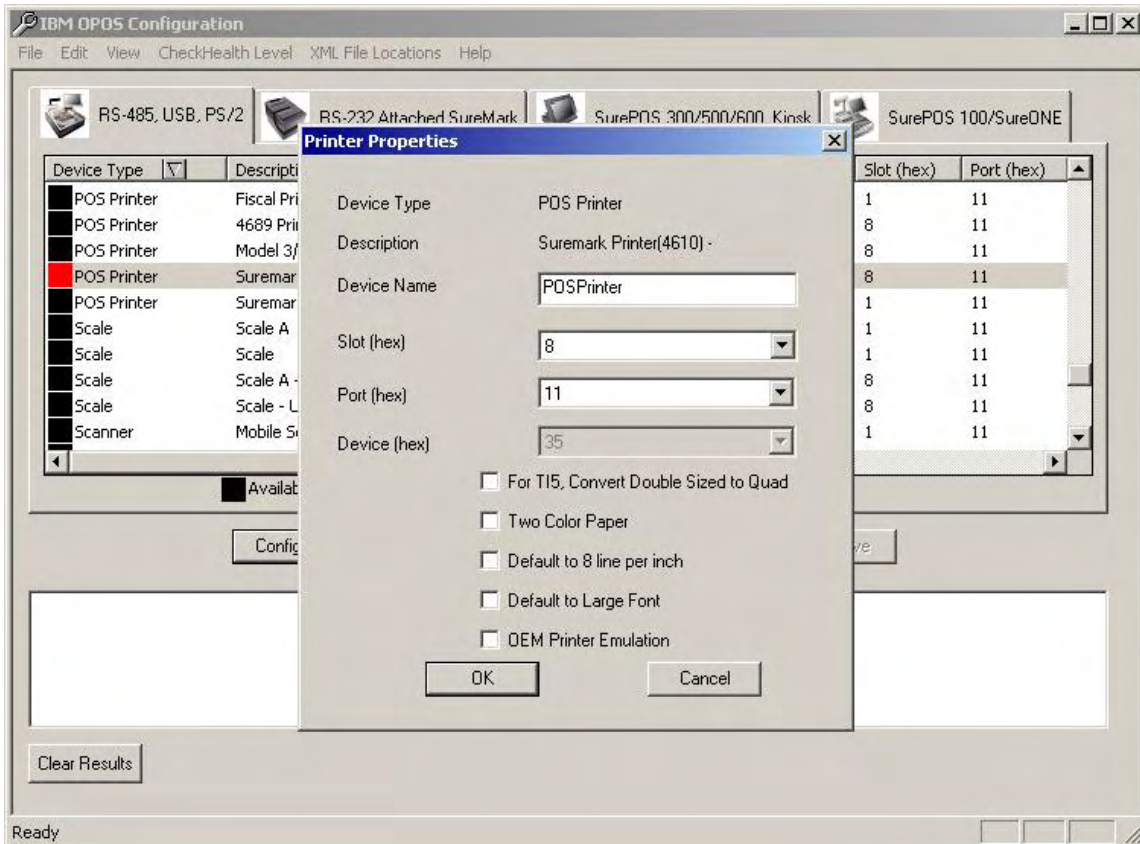 IBM OPOS Configuration
File Edit View CheckHealth Level XML File Locations Help
RS-485, USB, PS/2 RS-232 Attached SureMark SurePOS 300/500/600, Kiosk SurePOS 100/SureONE
Printer Properties
Device Type Descripti Slot (hex) Port (hex)
POS Printer Fiscal Pri 1 11
POS Printer 4689 Prin 8 11
POS Printer Model 3/ 8 11
POS Printer Suremar 8 11
POS Printer Suremar 1 11
Scale Scale A 1 11
Scale Scale 1 11
Scale Scale A - 8 11
Scale Scale - U 8 11
Scanner Mobile S 1 11
Availab
Config ve
Device Type POS Printer
Description Suremark Printer(4610) -
Device Name POSPrinter
Slot (hex) 8
Port (hex) 11
Device (hex) 35
For TI5, Convert Double Sized to Quad
Two Color Paper
Default to 8 line per inch
Default to Large Font
OEM Printer Emulation
OK Cancel
Clear Results
Ready